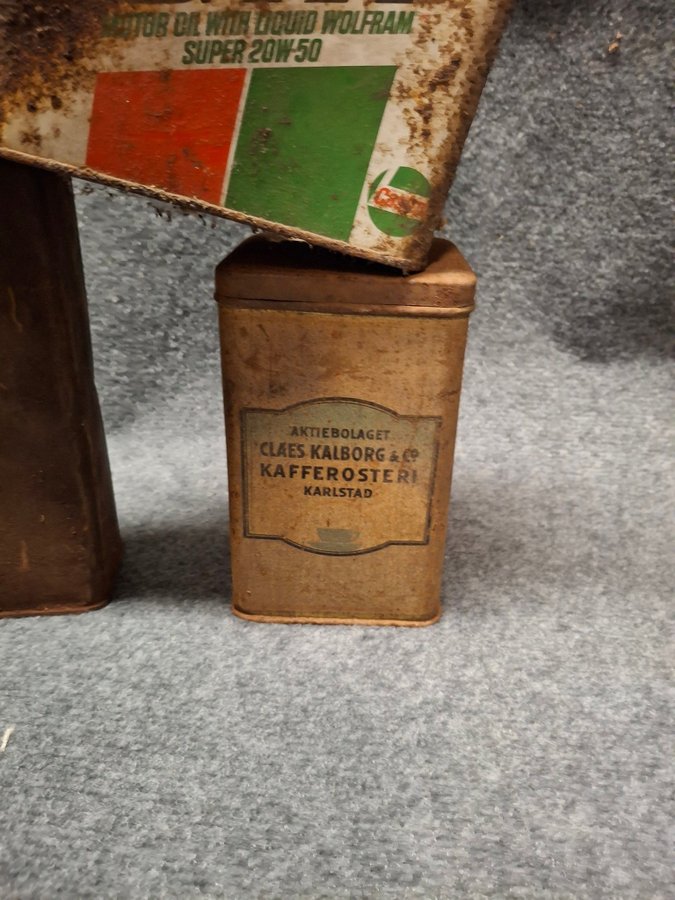 MOTOR OIL WITH LIQUID WOLFRAM
SUPER 20W-50
AKTIEBOLAGET
CLAES KALBORG & Co
KAFFEROSTERI
KARLSTAD